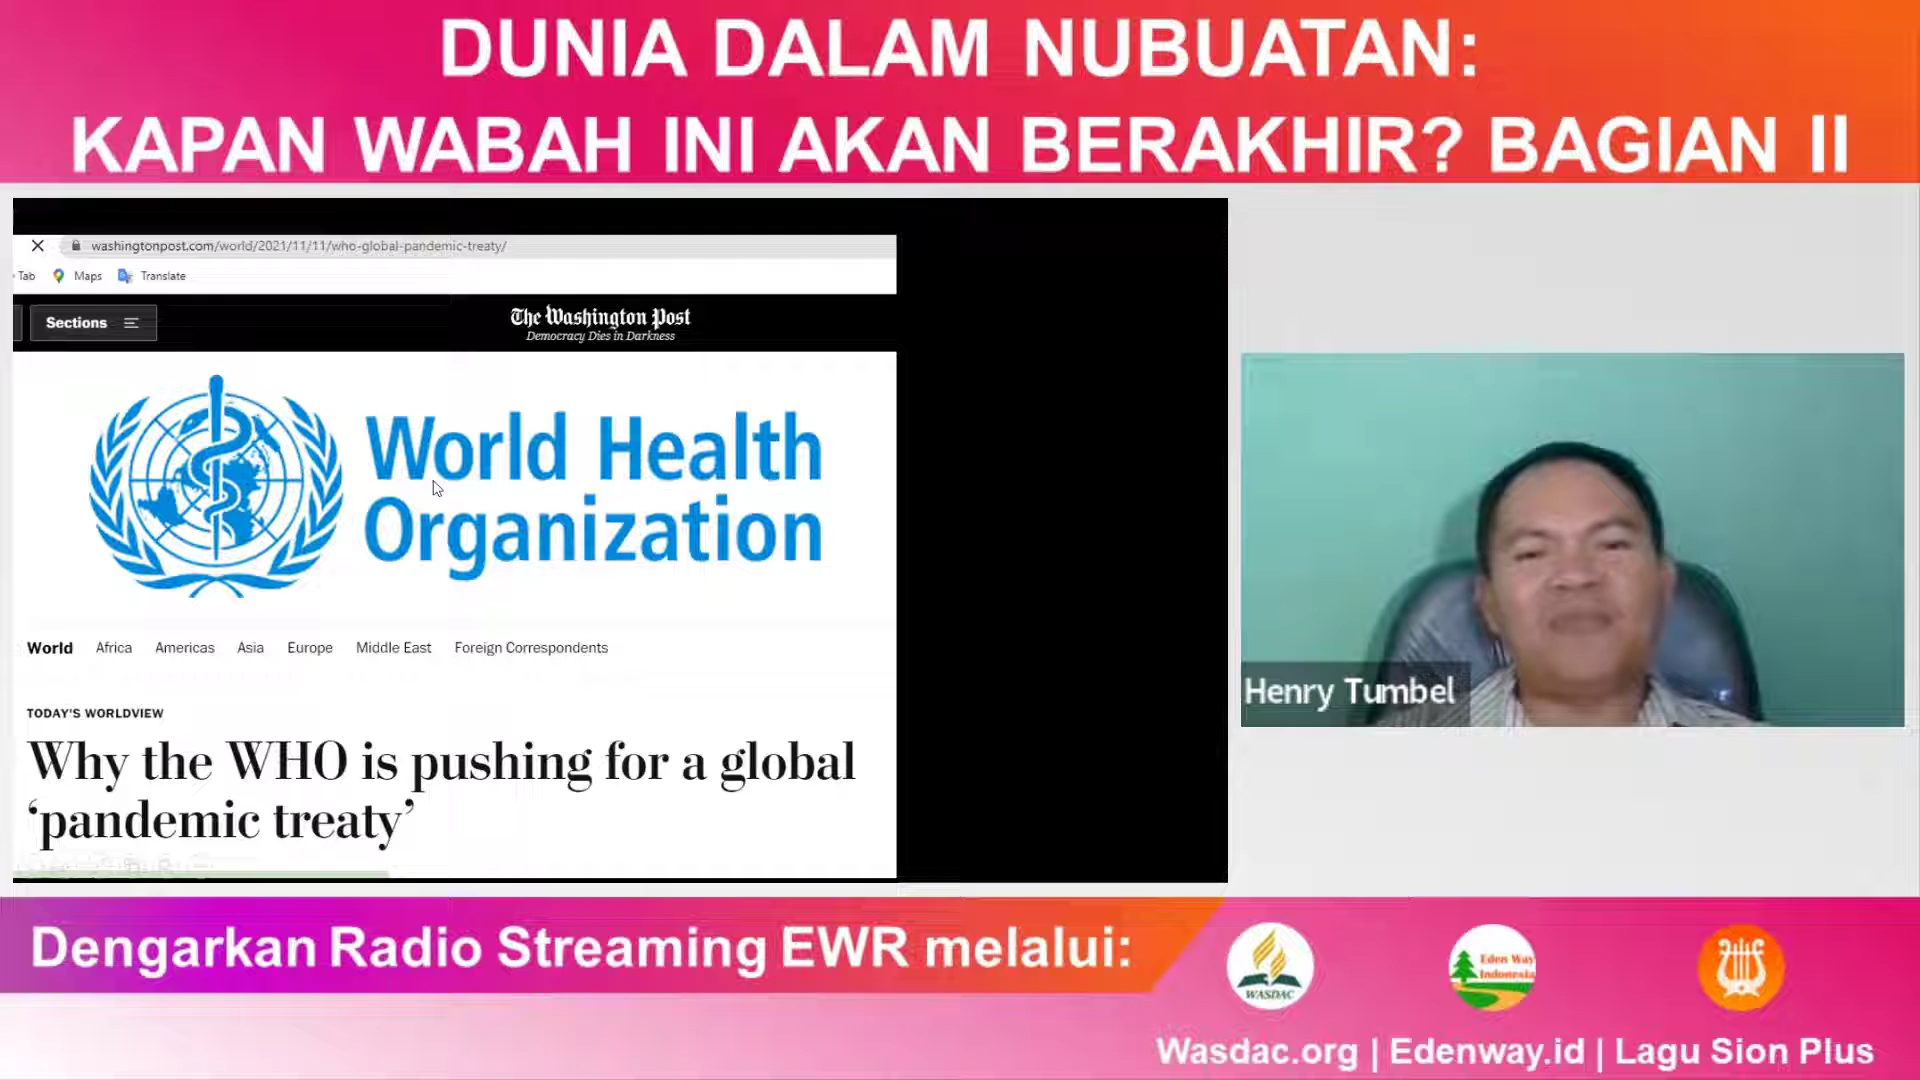 DUNIA DALAM NUBUATAN:
KAPAN WABAH INI AKAN BERAKHIR? BAGIAN II
washingtonpost.com/world/2021/11/11/who-global-pandemic-treaty/
Tab Maps Translate
Sections
The Washington Post
Democracy Dies in Darkness
World Health
Organization
World Africa Americas Asia Europe Middle East Foreign Correspondents
TODAY'S WORLDVIEW
Why the WHO is pushing for a global
‘pandemic treaty’
Henry Tumbel
Dengarkan Radio Streaming EWR melalui:
WASDAC
Eden Way
Indonesia
Wasdac.org | Edenway.id | Lagu Sion Plus